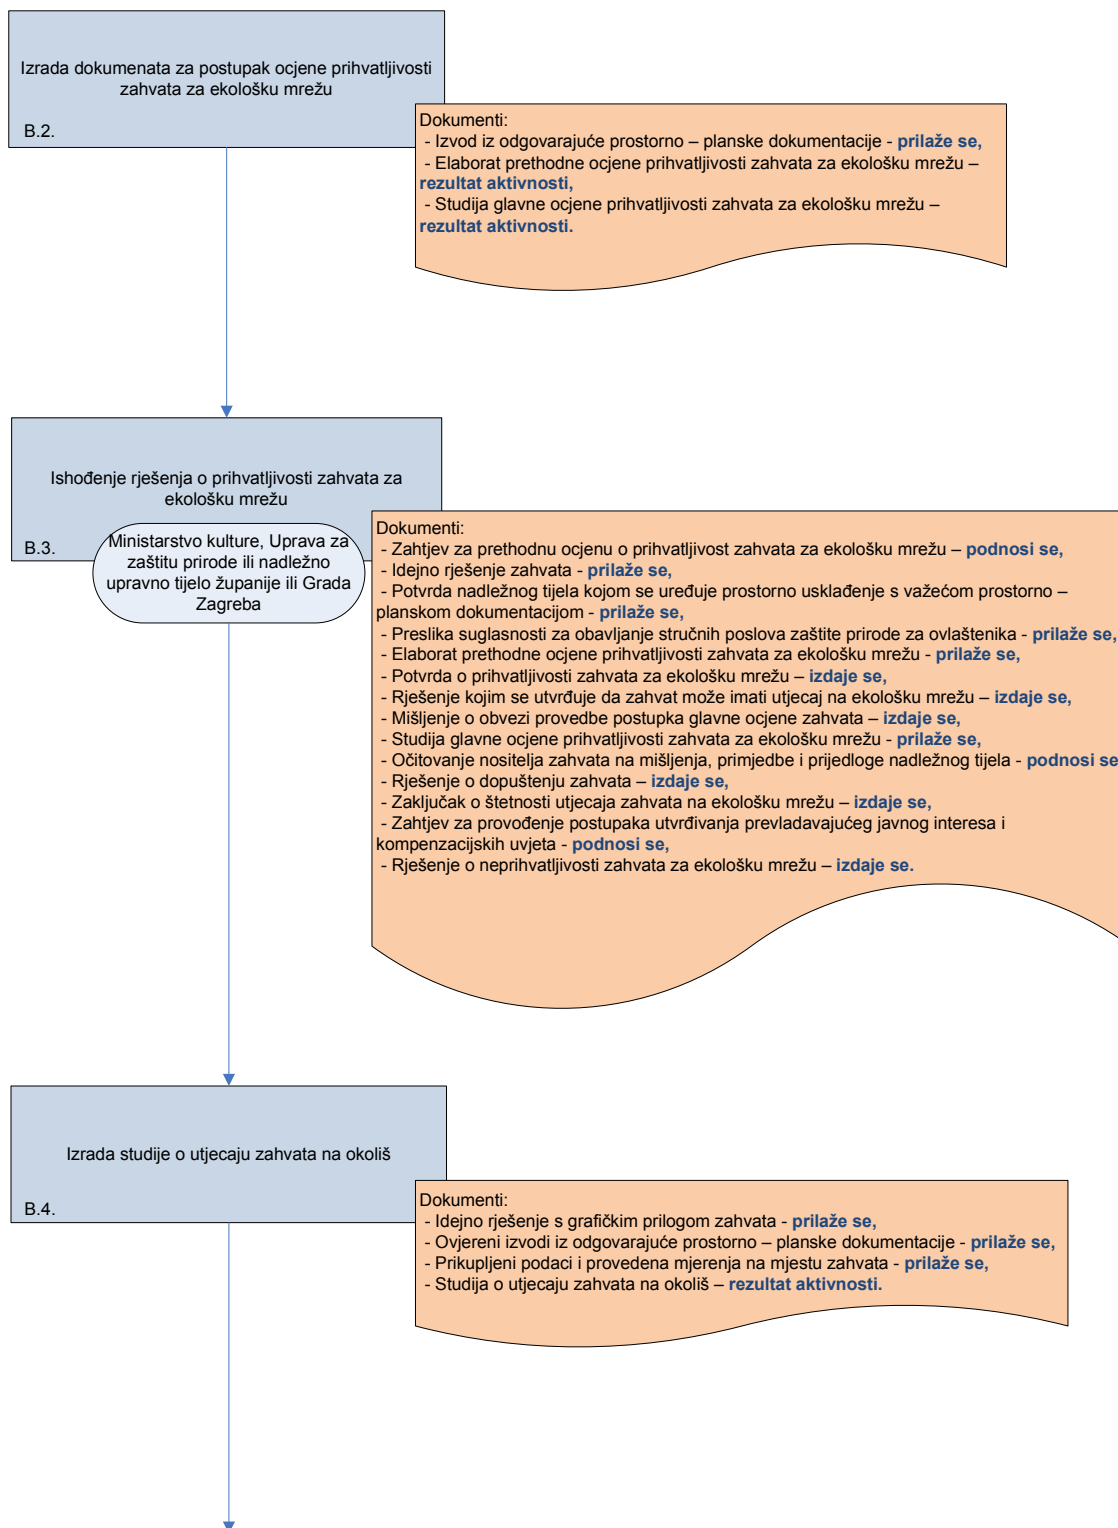 Izrada dokumenata za postupak ocjene prihvatljivosti
zahvata za ekološku mrežu
B.2.
Dokumenti:
- Izvod iz odgovarajuće prostorno – planske dokumentacije - prilaže se,
- Elaborat prethodne ocjene prihvatljivosti zahvata za ekološku mrežu –
rezultat aktivnosti,
- Studija glavne ocjene prihvatljivosti zahvata za ekološku mrežu –
rezultat aktivnosti.
Ishođenje rješenja o prihvatljivosti zahvata za
ekološku mrežu
B.3.
Ministarstvo kulture, Uprava za
zaštitu prirode ili nadležno
upravno tijelo županije ili Grada
Zagreba
Dokumenti:
- Zahtjev za prethodnu ocjenu o prihvatljivost zahvata za ekološku mrežu – podnosi se,
- Idejno rješenje zahvata - prilaže se,
- Potvrda nadležnog tijela kojom se uređuje prostorno usklađenje s važećom prostorno –
planskom dokumentacijom - prilaže se,
- Preslika suglasnosti za obavljanje stručnih poslova zaštite prirode za ovlaštenika - prilaže se,
- Elaborat prethodne ocjene prihvatljivosti zahvata za ekološku mrežu - prilaže se,
- Potvrda o prihvatljivosti zahvata za ekološku mrežu – izdaje se,
- Rješenje kojim se utvrđuje da zahvat može imati utjecaj na ekološku mrežu – izdaje se,
- Mišljenje o obvezi provedbe postupka glavne ocjene zahvata – izdaje se,
- Studija glavne ocjene prihvatljivosti zahvata za ekološku mrežu - prilaže se,
- Očitovanje nositelja zahvata na mišljenja, primjedbe i prijedloge nadležnog tijela - podnosi se
- Rješenje o dopuštenju zahvata – izdaje se,
- Zaključak o štetnosti utjecaja zahvata na ekološku mrežu – izdaje se,
- Zahtjev za provođenje postupaka utvrđivanja prevladavajućeg javnog interesa i
kompenzacijskih uvjeta - podnosi se,
- Rješenje o neprihvatljivosti zahvata za ekološku mrežu – izdaje se.
Izrada studije o utjecaju zahvata na okoliš
B.4.
Dokumenti:
- Idejno rješenje s grafičkim prilogom zahvata - prilaže se,
- Ovjereni izvodi iz odgovarajuće prostorno – planske dokumentacije - prilaže se,
- Prikupljeni podaci i provedena mjerenja na mjestu zahvata - prilaže se,
- Studija o utjecaju zahvata na okoliš – rezultat aktivnosti.